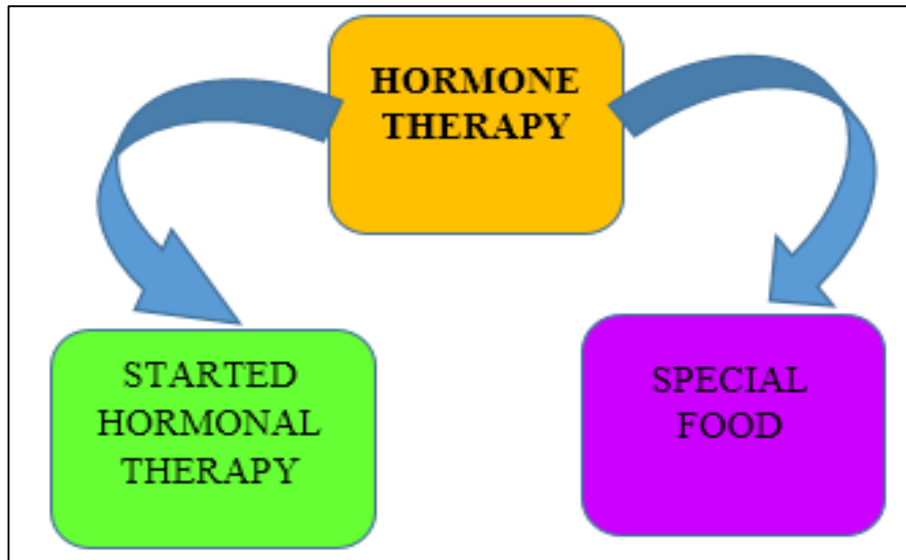 HORMONE
THERAPY
STARTED
HORMONAL
THERAPY
SPECIAL
FOOD